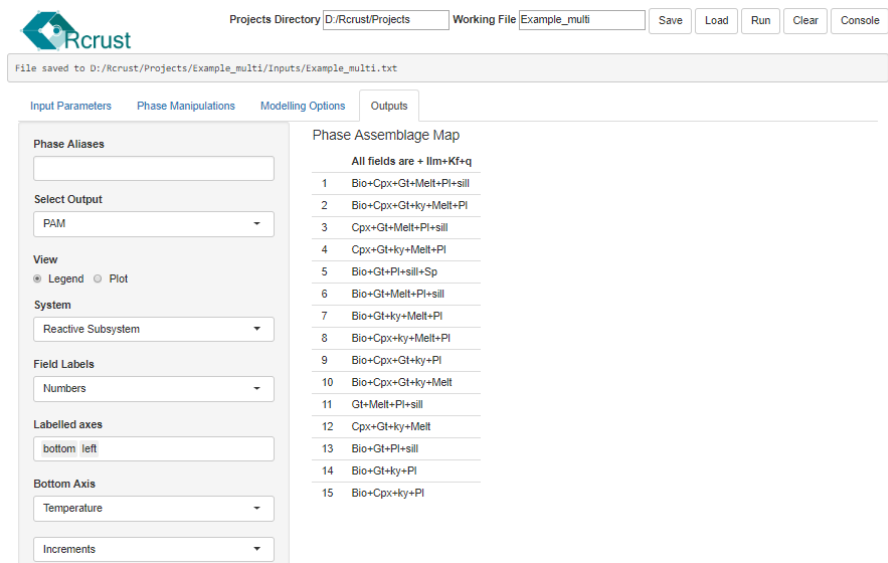 Rcrust
Projects Directory D:/Rcrust/Projects Working File Example_multi Save Load Run Clear Console
File saved to D:/Rcrust/Projects/Example_multi/Inputs/Example_multi.txt
Input Parameters Phase Manipulations Modelling Options Outputs
Phase Aliases
Select Output
PAM
View
Legend Plot
System
Reactive Subsystem
Field Labels
Numbers
Labelled axes
bottom left
Bottom Axis
Temperature
Increments
Phase Assemblage Map
All fields are + Ilm+Kf+q
1 Bio+Cpx+Gt+Melt+Pl+sill
2 Bio+Cpx+Gt+ky+Melt+Pl
3 Cpx+Gt+Melt+Pl+sill
4 Cpx+Gt+ky+Melt+Pl
5 Bio+Gt+Pl+sill+Sp
6 Bio+Gt+Melt+Pl+sill
7 Bio+Gt+ky+Melt+Pl
8 Bio+Cpx+ky+Melt+Pl
9 Bio+Cpx+Gt+ky+Pl
10 Bio+Cpx+Gt+ky+Melt
11 Gt+Melt+Pl+sill
12 Cpx+Gt+ky+Melt
13 Bio+Gt+Pl+sill
14 Bio+Gt+ky+Pl
15 Bio+Cpx+ky+Pl